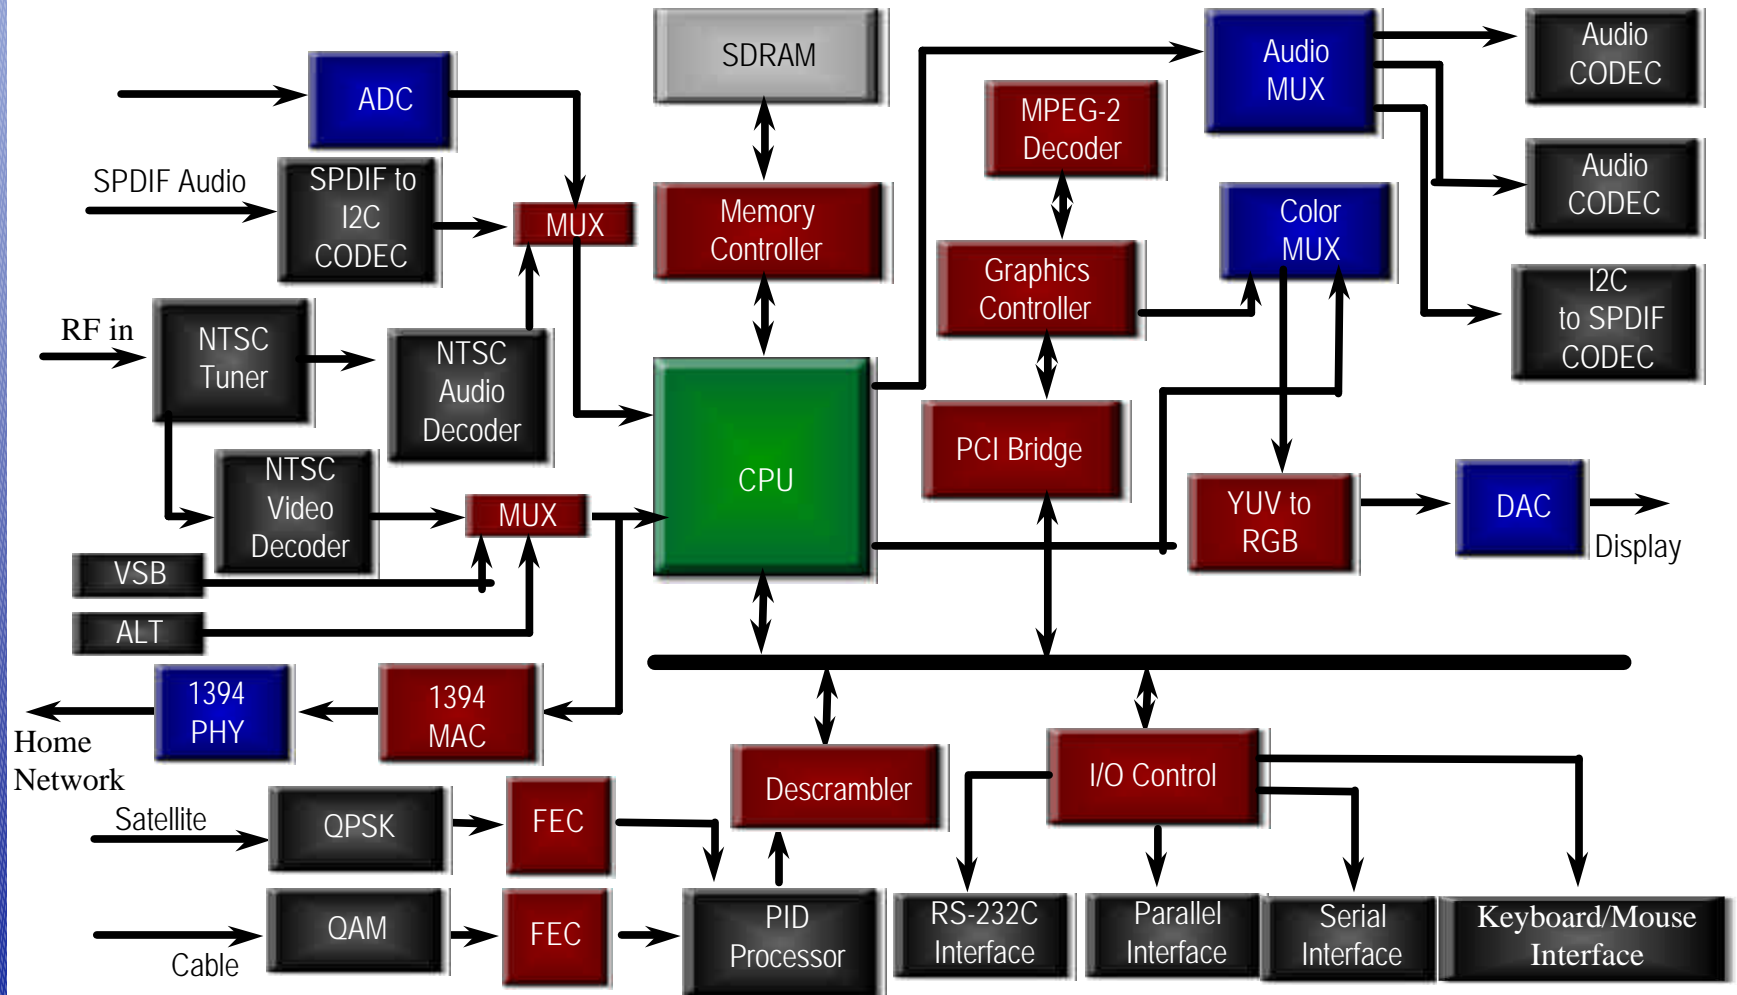 ADC
SPDIF Audio
SPDIF to
I2C
CODEC
MUX
RF in
NTSC
Tuner
NTSC
Audio
Decoder
NTSC
Video
Decoder
MUX
VSB
ALT
1394
PHY
1394
MAC
Home
Network
Satellite
QPSK
FEC
QAM
FEC
Cable
PID
Processor
SDRAM
Memory
Controller
CPU
MPEG-2
Decoder
Graphics
Controller
PCI Bridge
Audio
MUX
Color
MUX
Audio
CODEC
Audio
CODEC
I2C
to SPDIF
CODEC
YUV to
RGB
DAC
Display
Descrambler
I/O Control
RS-232C
Interface
Parallel
Interface
Serial
Interface
Keyboard/Mouse
Interface